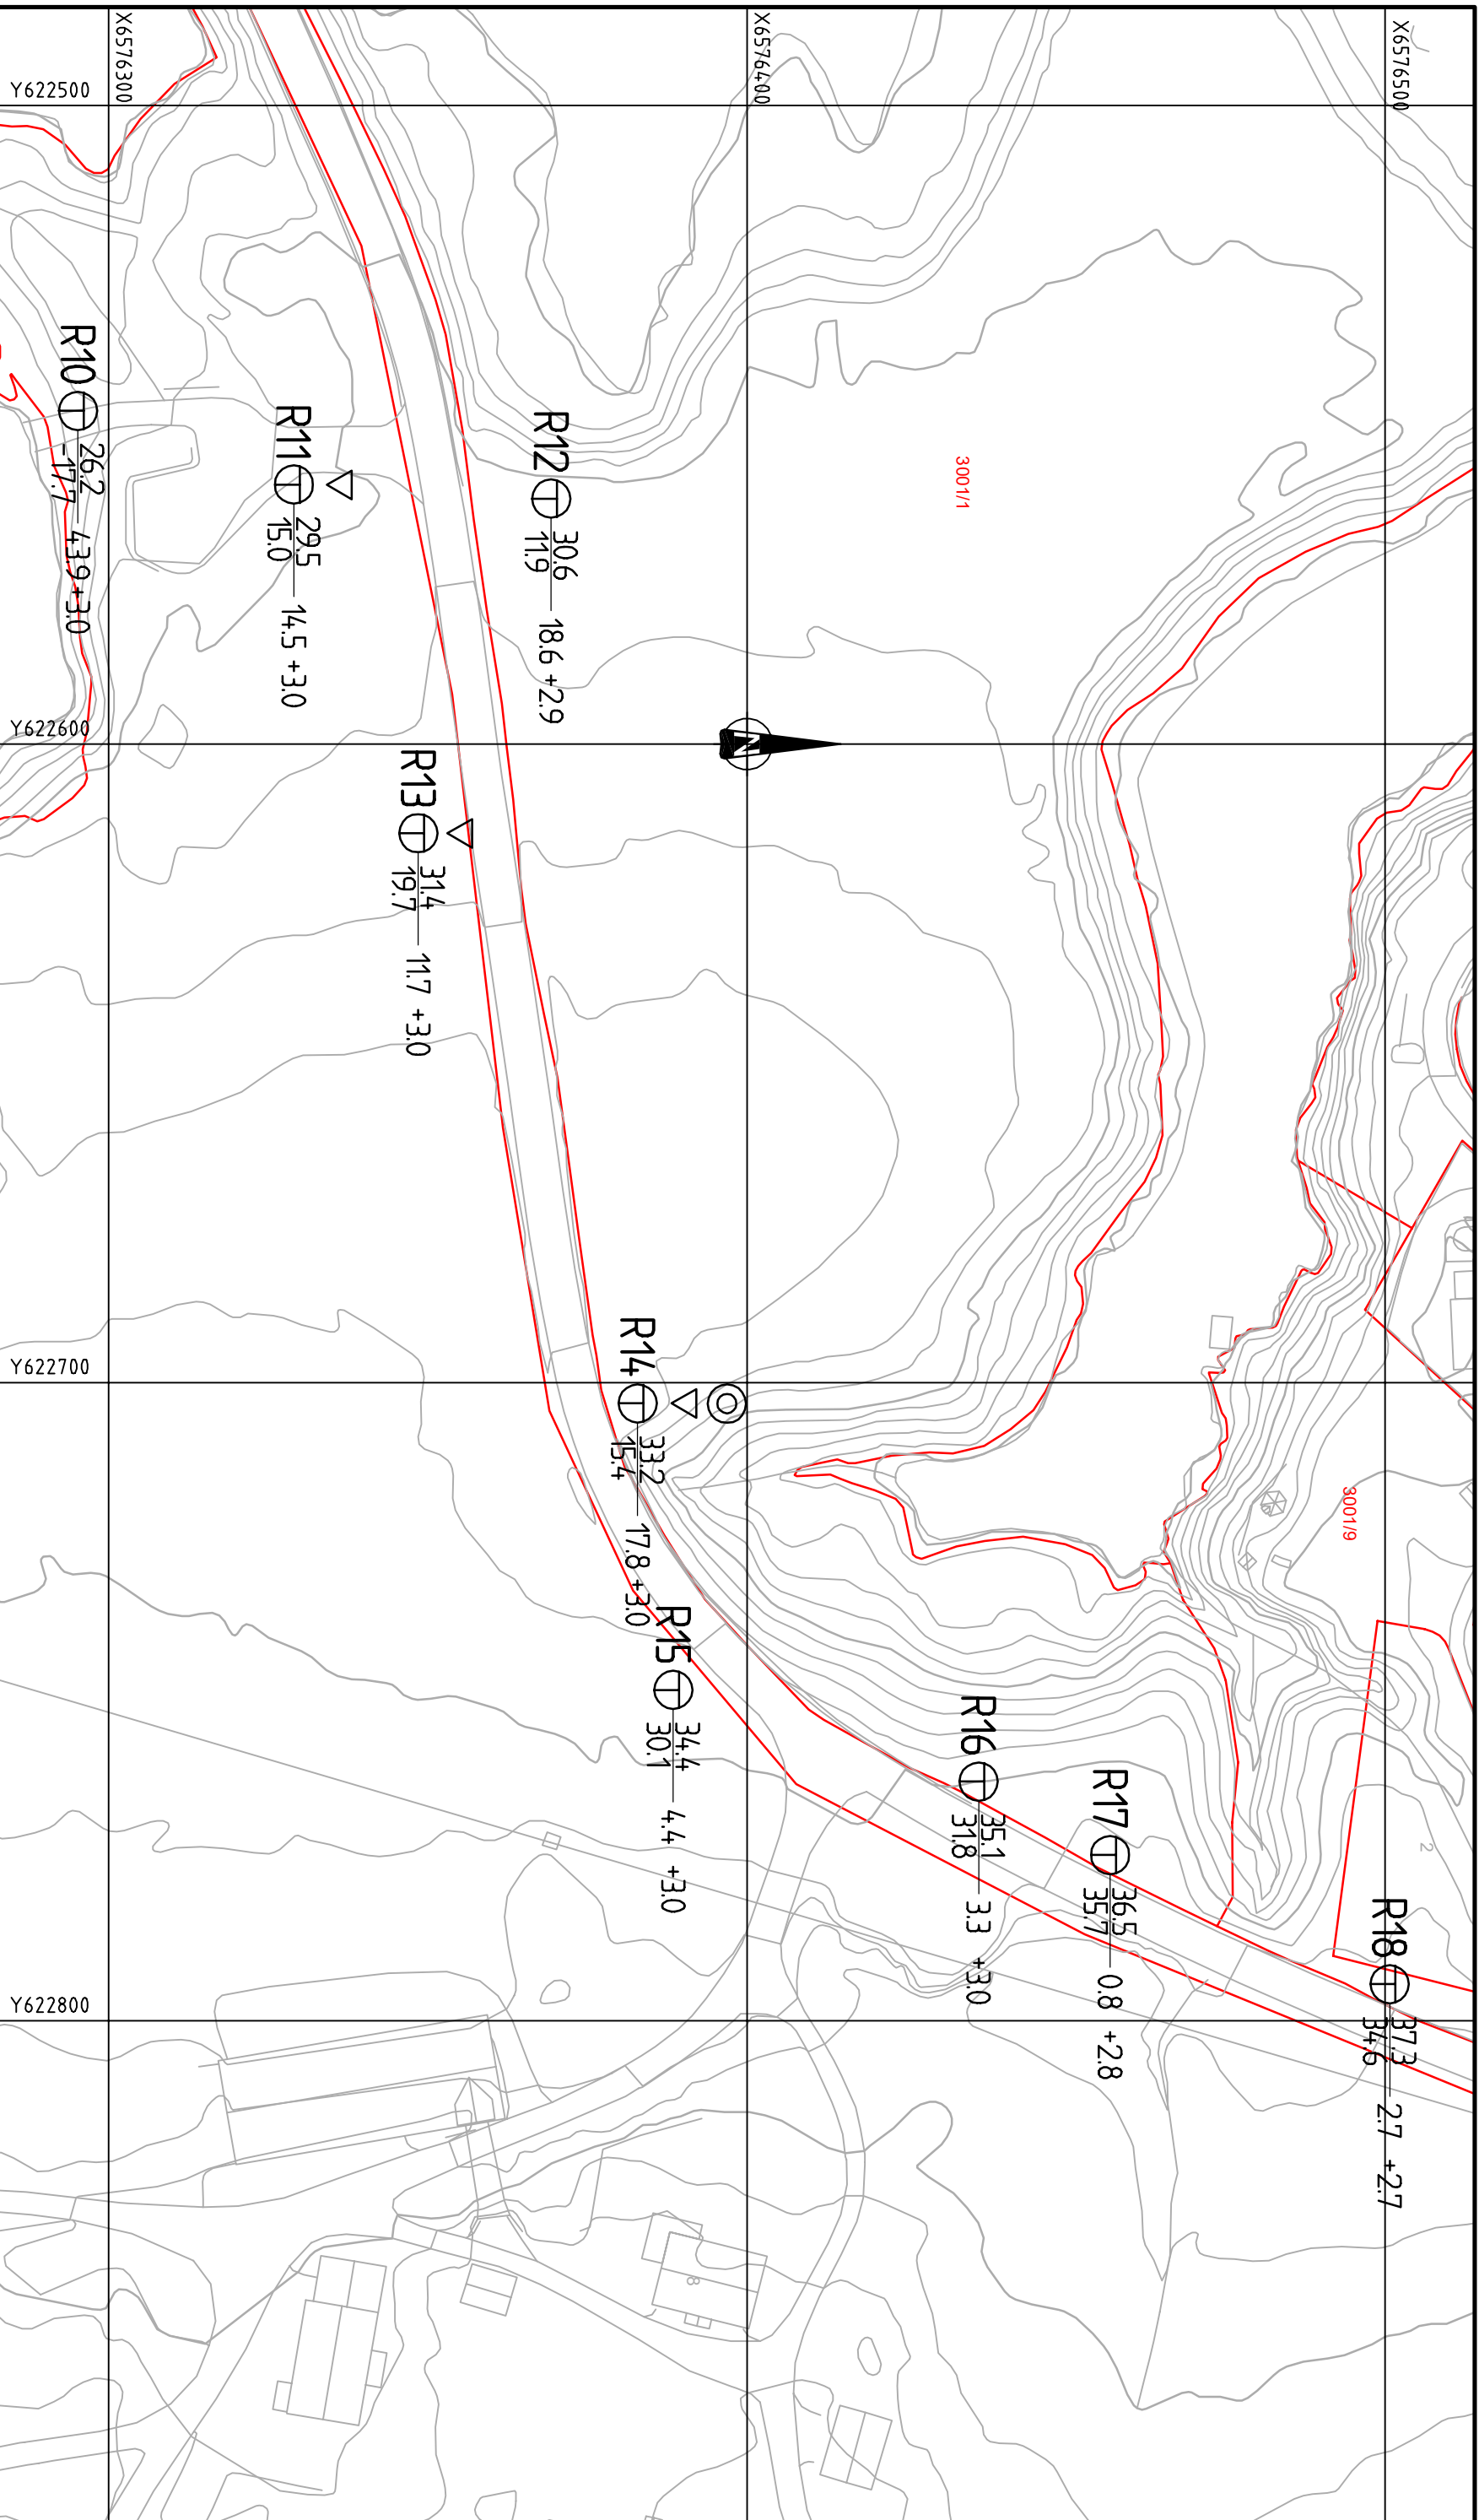 X6576300
X6576400
X6576500
Y622500
Y622600
Y622700
Y622800
R10
26.2
-17.7
43.9 +3.0
R11
29.5
15.0
14.5 +3.0
R12
30.6
11.9
18.6 +2.9
R13
31.4
19.7
11.7 +3.0
R14
33.2
15.4
17.8 +3.0
R15
34.4
30.1
4.4 +3.0
R16
35.1
31.8
3.3 +3.0
R17
36.5
35.7
0.8 +2.8
R18
37.3
34.6
2.7 +2.7
3001/1
3001/9
N
2
8